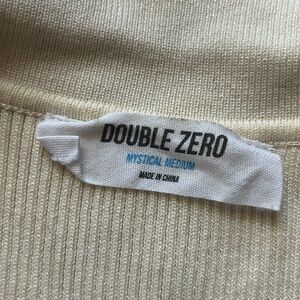 DOUBLE ZERO
MYSTICAL MEDIUM
MADE IN CHINA